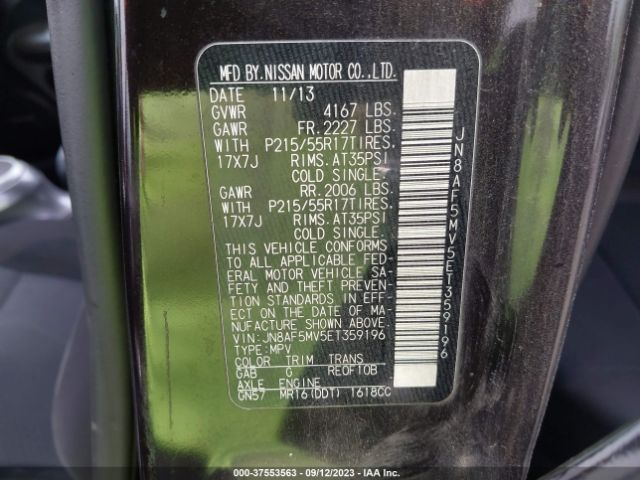 MFD BY. NISSAN MOTOR CO., LTD.
DATE 11/13
GVWR 4167 LBS.
GAWR FR. 2227 LBS.
WITH P215/55R17TIRES.
17X7J RIMS. AT35PSI
COLD SINGLE.
GAWR RR. 2006 LBS.
WITH P215/55R17TIRES.
17X7J RIMS. AT35PSI
COLD SINGLE.
THIS VEHICLE CONFORMS
TO ALL APPLICABLE FED-
ERAL MOTOR VEHICLE SA-
FETY AND THEFT PREVEN-
TION STANDARDS IN EFF-
ECT ON THE DATE OF MA-
NUFACTURE SHOWN ABOVE.
VIN: JN8AF5MV5ET359196
TYPE: MPV
COLOR TRIM TRANS
GAB G RE0F10B
AXLE ENGINE
GN57 MR16(DDT) 1618CC
JN8AF5MV5ET359196
000-37553563 - 09/12/2023 - IAA Inc.